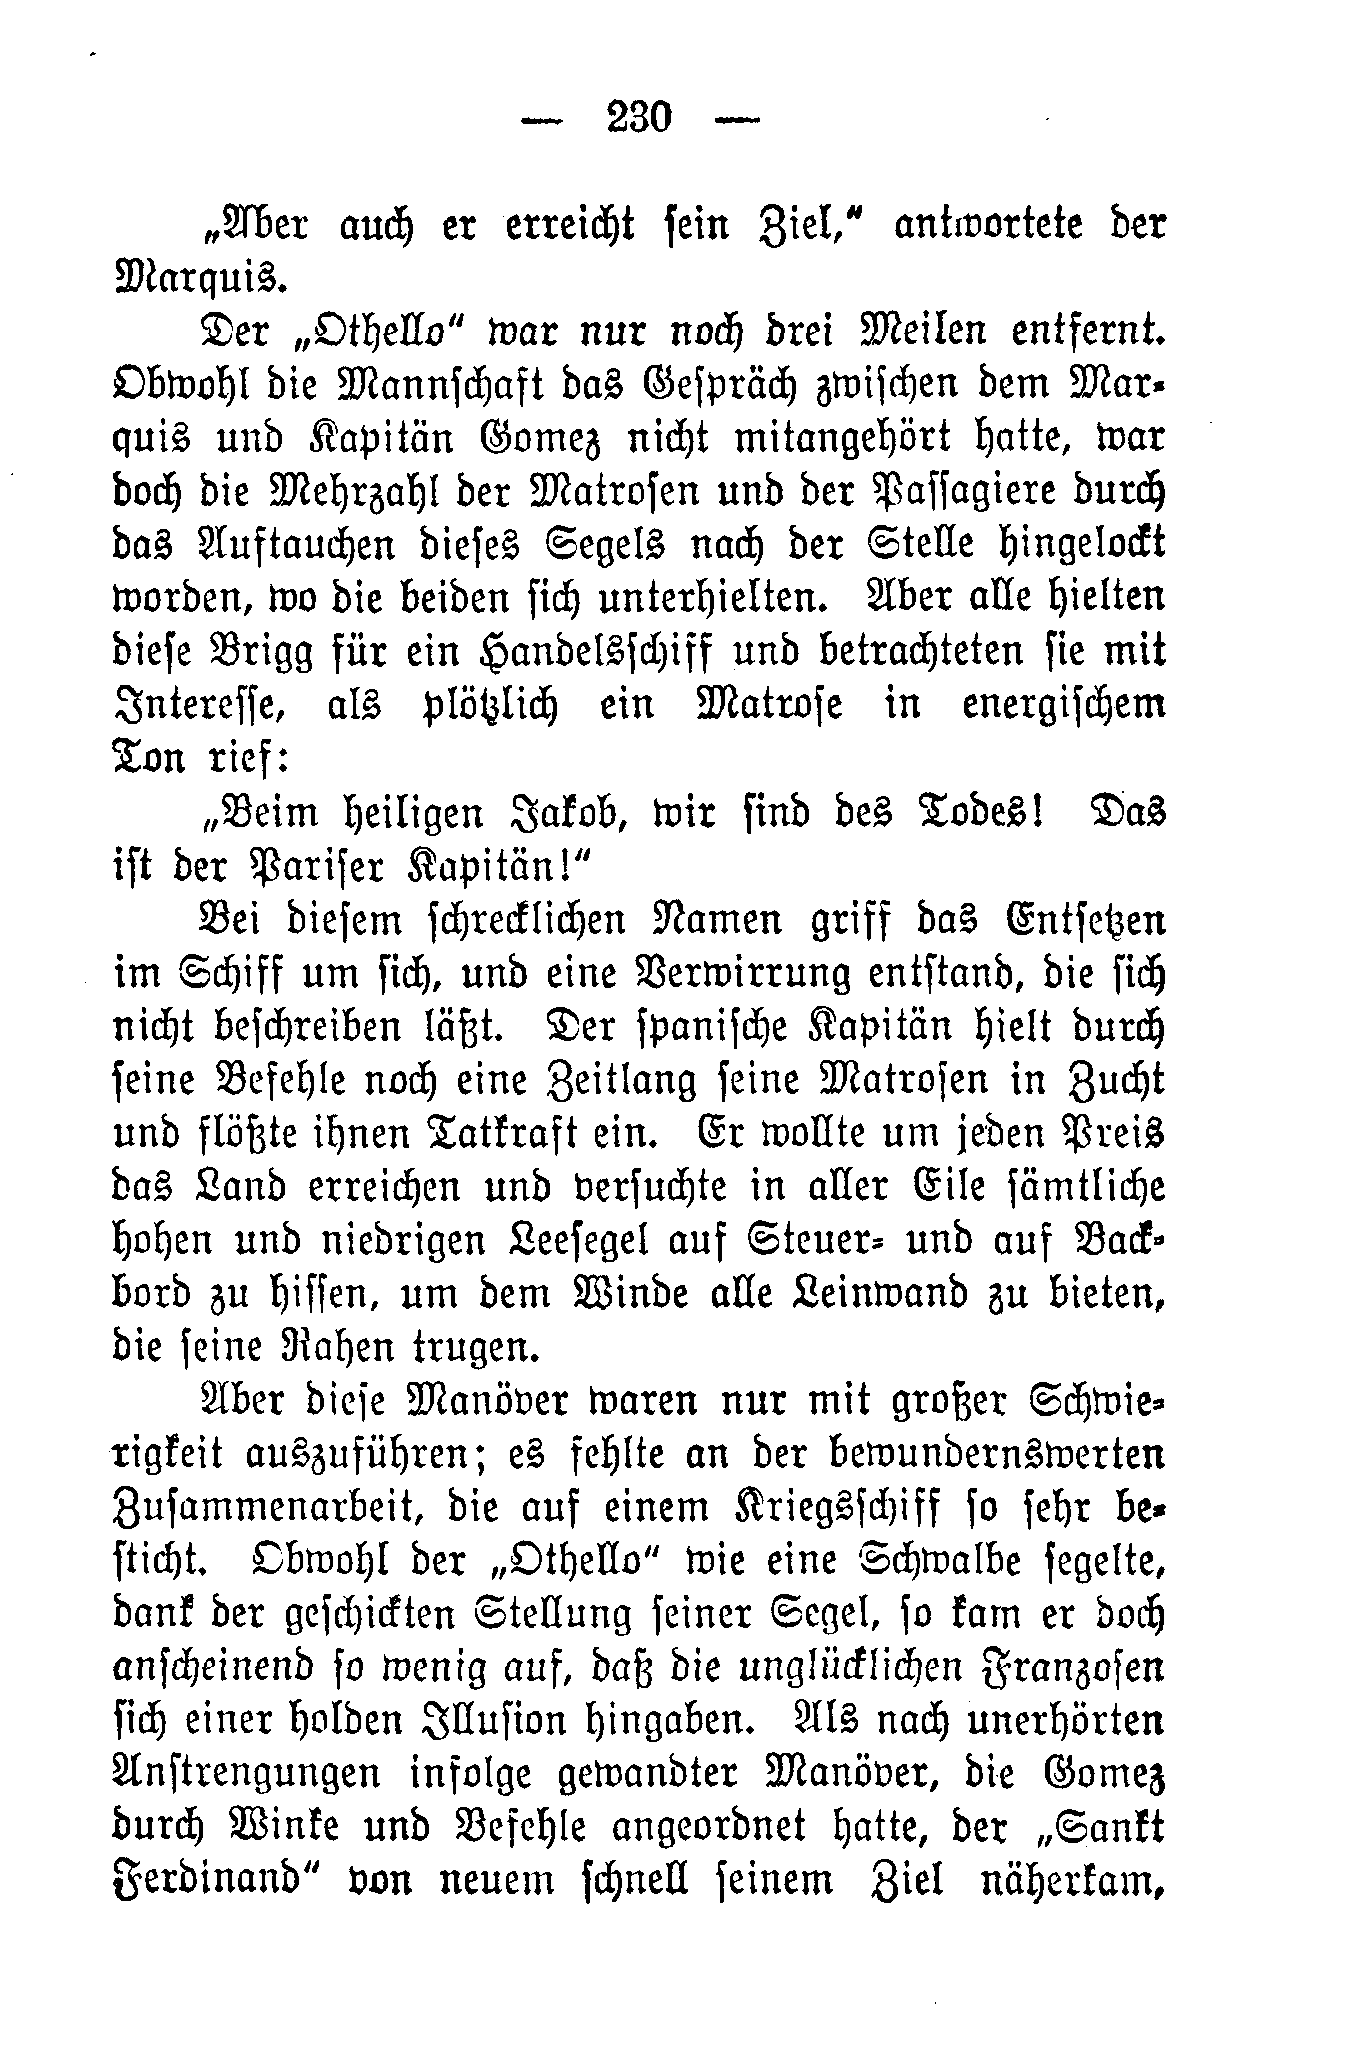 — 230 —
„Aber auch er erreicht sein Ziel,“ antwortete der
Marquis.
Der „Othello“ war nur noch drei Meilen entfernt.
Obwohl die Mannschaft das Gespräch zwischen dem Mar-
quis und Kapitän Gomez nicht mitangehört hatte, war
doch die Mehrzahl der Matrosen und der Passagiere durch
das Auftauchen dieses Segels nach der Stelle hingelockt
worden, wo die beiden sich unterhielten. Aber alle hielten
diese Brigg für ein Handelsschiff und betrachteten sie mit
Interesse, als plötzlich ein Matrose in energischem
Ton rief:
„Beim heiligen Jakob, wir sind des Todes! Das
ist der Pariser Kapitän!“
Bei diesem schrecklichen Namen griff das Entsetzen
im Schiff um sich, und eine Verwirrung entstand, die sich
nicht beschreiben läßt. Der spanische Kapitän hielt durch
seine Befehle noch eine Zeitlang seine Matrosen in Zucht
und flößte ihnen Tatkraft ein. Er wollte um jeden Preis
das Land erreichen und versuchte in aller Eile sämtliche
hohen und niedrigen Leesegel auf Steuer- und auf Back-
bord zu hissen, um dem Winde alle Leinwand zu bieten,
die seine Rahen trugen.
Aber diese Manöver waren nur mit großer Schwie-
rigkeit auszuführen; es fehlte an der bewundernswerten
Zusammenarbeit, die auf einem Kriegsschiff so sehr be-
sticht. Obwohl der „Othello“ wie eine Schwalbe segelte,
dank der geschickten Stellung seiner Segel, so kam er doch
anscheinend so wenig auf, daß die unglücklichen Franzosen
sich einer holden Illusion hingaben. Als nach unerhörten
Anstrengungen infolge gewandter Manöver, die Gomez
durch Winke und Befehle angeordnet hatte, der „Sankt
Ferdinand“ von neuem schnell seinem Ziel näherkam,